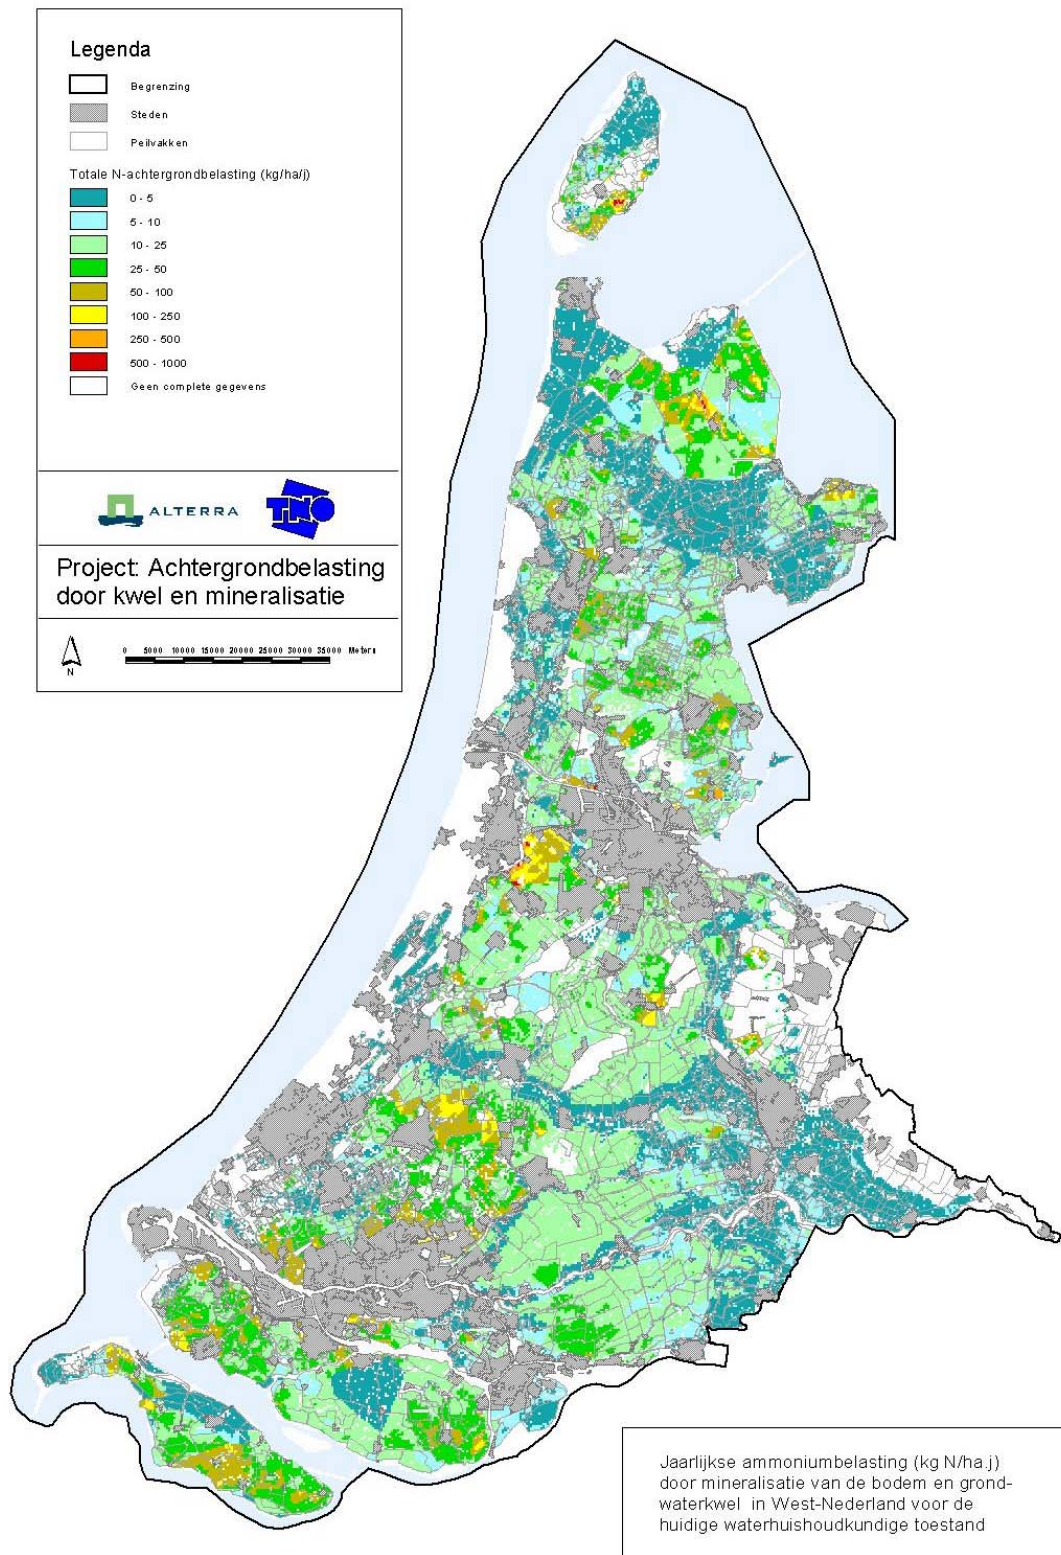 Legenda
Begrenzing
Steden
Peilvakken
Totale N-achtergrondbelasting (kg/ha/j)
0 - 5
5 - 10
10 - 25
25 - 50
50 - 100
100 - 250
250 - 500
500 - 1000
Geen complete gegevens
ALTERRA TNO
Project: Achtergrondbelasting
door kwel en mineralisatie
0 5000 10000 15000 20000 25000 30000 35000 Meters
N
Jaarlijkse ammoniumbelasting (kg N/ha.j)
door mineralisatie van de bodem en grond-
waterkwel in West-Nederland voor de
huidige waterhuishoudkundige toestand